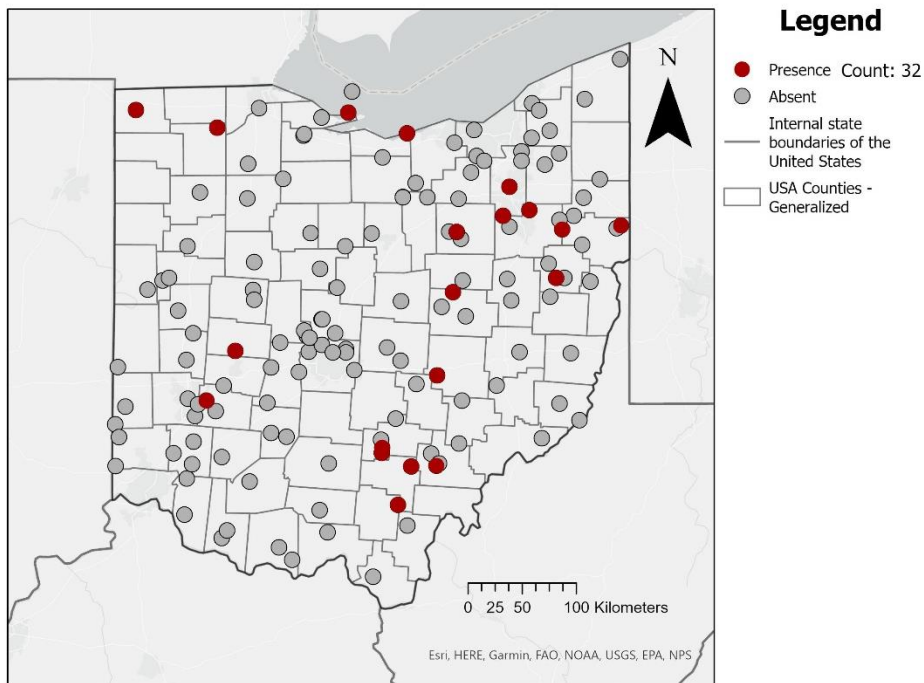 Legend
N
Presence Count: 32
Absent
Internal state
boundaries of the
United States
USA Counties -
Generalized
0 25 50 100 Kilometers
Esri, HERE, Garmin, FAO, NOAA, USGS, EPA, NPS